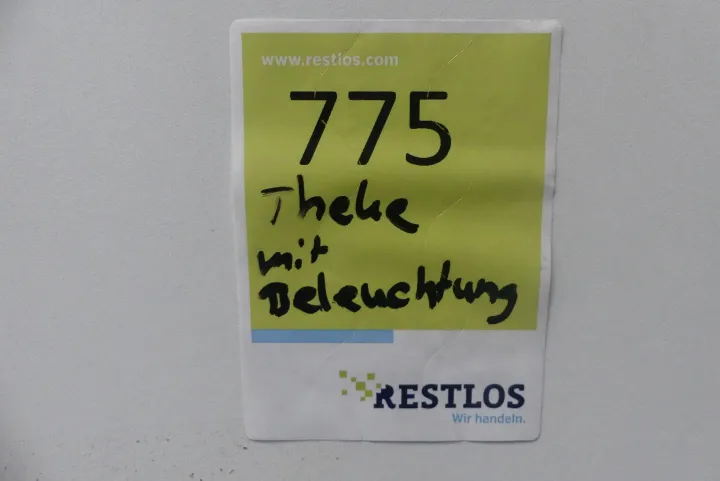 www.restlos.com
775
Theke
mit
Beleuchtung
RESTLOS
Wir handeln.